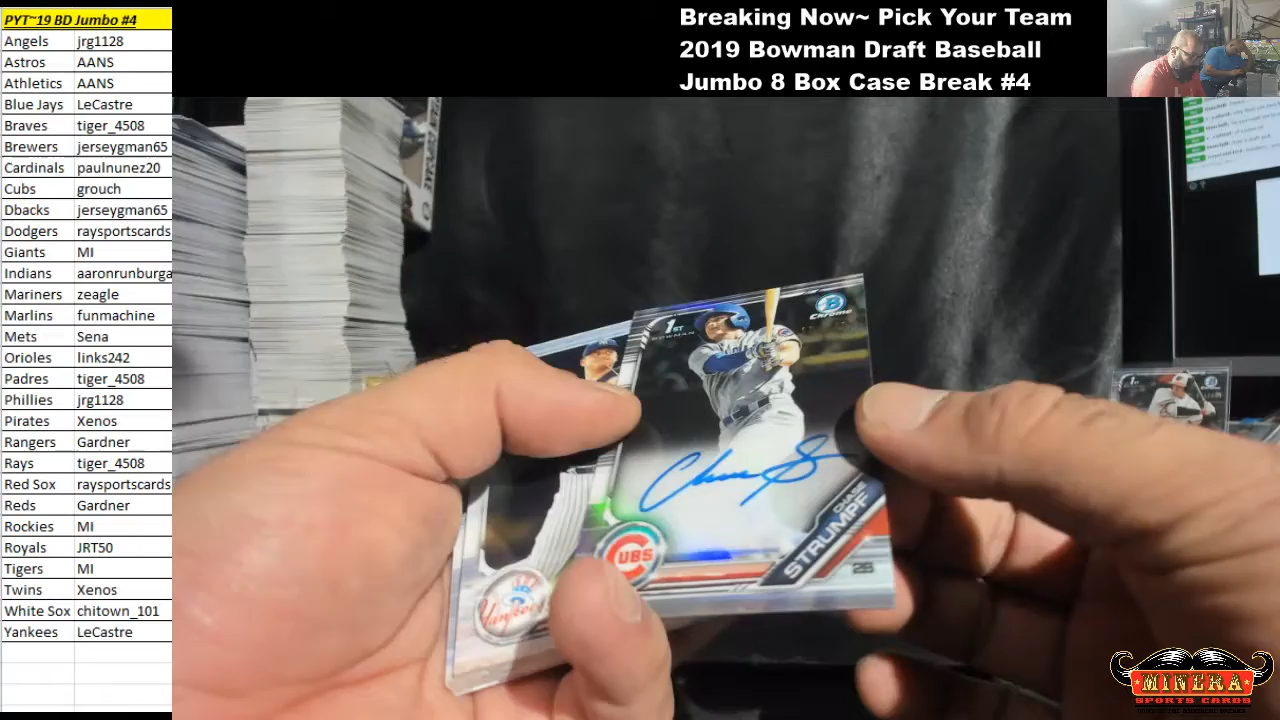 PYT~19 BD Jumbo #4
Angels jrg1128
Astros AANS
Athletics AANS
Blue Jays LeCastre
Braves tiger_4508
Brewers jerseygman65
Cardinals paulnunez20
Cubs grouch
Dbacks jerseygman65
Dodgers raysportscards
Giants MI
Indians aaronrunburga
Mariners zeagle
Marlins funmachine
Mets Sena
Orioles links242
Padres tiger_4508
Phillies jrg1128
Pirates Xenos
Rangers Gardner
Rays tiger_4508
Red Sox raysportscards
Reds Gardner
Rockies MI
Royals JRT50
Tigers MI
Twins Xenos
White Sox chitown_101
Yankees LeCastre
Breaking Now~ Pick Your Team
2019 Bowman Draft Baseball
Jumbo 8 Box Case Break #4
1ST
BOWMAN
B
Chrome
CHASE
STRUMPF
CUBS
2B
Yankees
MINERA
SPORTS CARDS